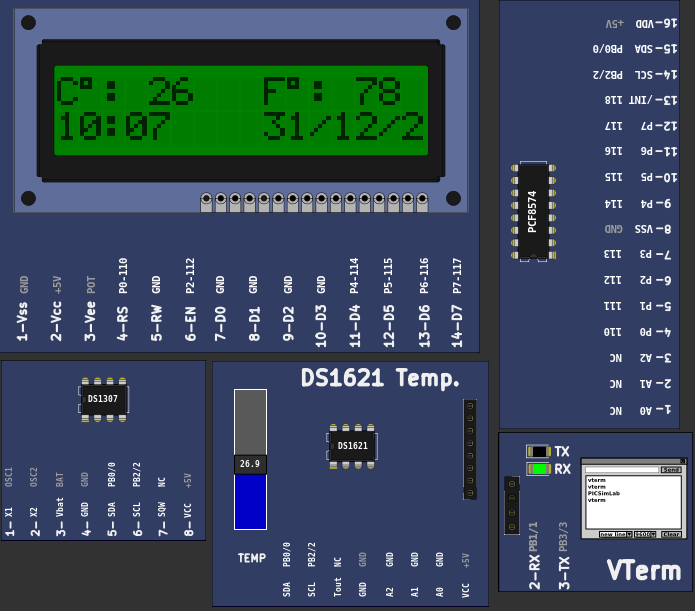 Cº: 26 Fº: 78
10:07 31/12/2
1-Vss GND
2-Vcc +5V
3-Vee POT
4-RS P0-110
5-RW GND
6-EN P2-112
7-D0 GND
8-D1 GND
9-D2 GND
10-D3 GND
11-D4 P4-114
12-D5 P5-115
13-D6 P6-116
14-D7 P7-117
PCF8574
1- A0 NC
2- A1 NC
3- A2 NC
4- P0 110
5- P1 111
6- P2 112
7- P3 113
8- VSS GND
9- P4 114
10- P5 115
11- P6 116
12- P7 117
13- /INT 118
14- SCL PB2/2
15- SDA PB0/0
16- VDD +5V
DS1307
1- X1 OSC1
2- X2 OSC2
3- Vbat BAT
4- GND GND
5- SDA PB0/0
6- SCL PB2/2
7- SQW NC
8- VCC +5V
DS1621 Temp.
26.9
DS1621
TEMP
SDA PB0/0
SCL PB2/2
Tout NC
GND GND
A2 GND
A1 GND
A0 GND
VCC +5V
TX
RX
Send
vterm
vterm
PICSimLab
vterm
new line
9600
Clear
2-RX PB1/1
3-TX PB3/3
VTerm